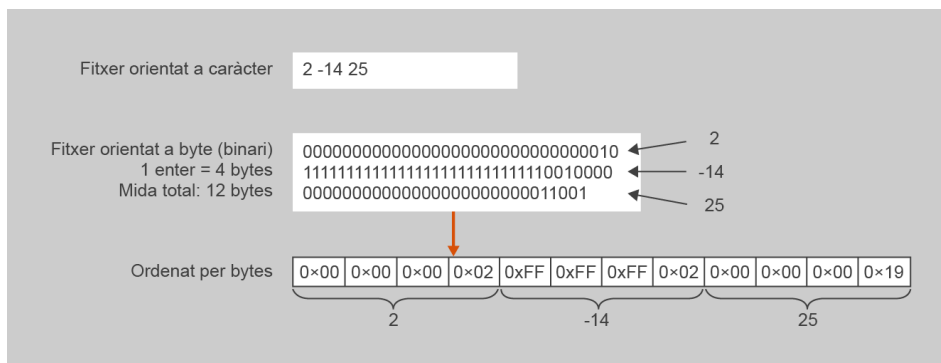 Fitxer orientat a caràcter
2 -14 25
Fitxer orientat a byte (binari)
1 enter = 4 bytes
Mida total: 12 bytes
00000000000000000000000000000010
11111111111111111111111111110010000
00000000000000000000000011001
2
-14
25
Ordenat per bytes
0×00 0×00 0×00 0×02 0xFF 0xFF 0xFF 0×02 0×00 0×00 0×00 0×19
2 -14 25